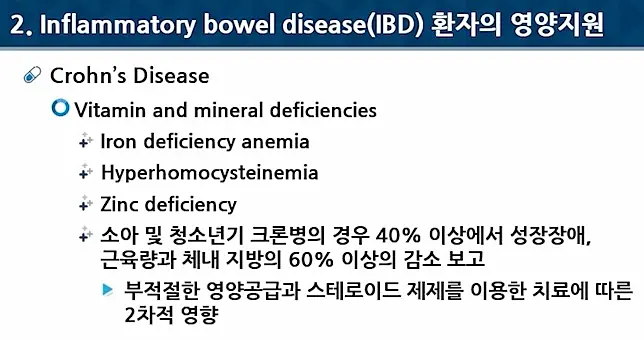 2. Inflammatory bowel disease(IBD) 환자의 영양지원
Crohn's Disease
Vitamin and mineral deficiencies
Iron deficiency anemia
Hyperhomocysteinemia
Zinc deficiency
소아 및 청소년기 크론병의 경우 40% 이상에서 성장장애,
근육량과 체내 지방의 60% 이상의 감소 보고
부적절한 영양공급과 스테로이드 제제를 이용한 치료에 따른
2차적 영향